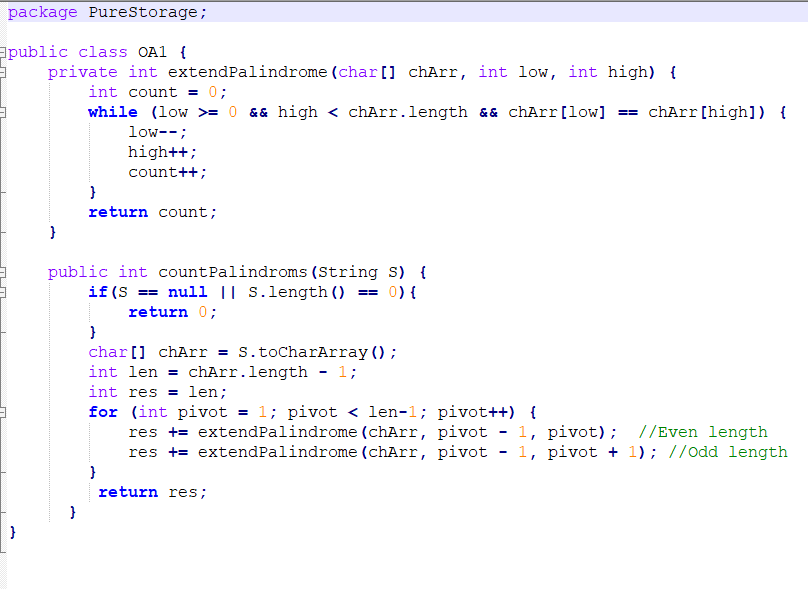 package PureStorage;
public class OA1 {
    private int extendPalindrome(char[] chArr, int low, int high) {
        int count = 0;
        while (low >= 0 && high < chArr.length && chArr[low] == chArr[high]) {
            low--;
            high++;
            count++;
        }
        return count;
    }
    public int countPalindroms(String S) {
        if(S == null || S.length() == 0){
            return 0;
        }
        char[] chArr = S.toCharArray();
        int len = chArr.length - 1;
        int res = len;
        for (int pivot = 1; pivot < len-1; pivot++) {
            res += extendPalindrome(chArr, pivot - 1, pivot);  //Even length
            res += extendPalindrome(chArr, pivot - 1, pivot + 1); //Odd length
        }
         return res;
      }
}